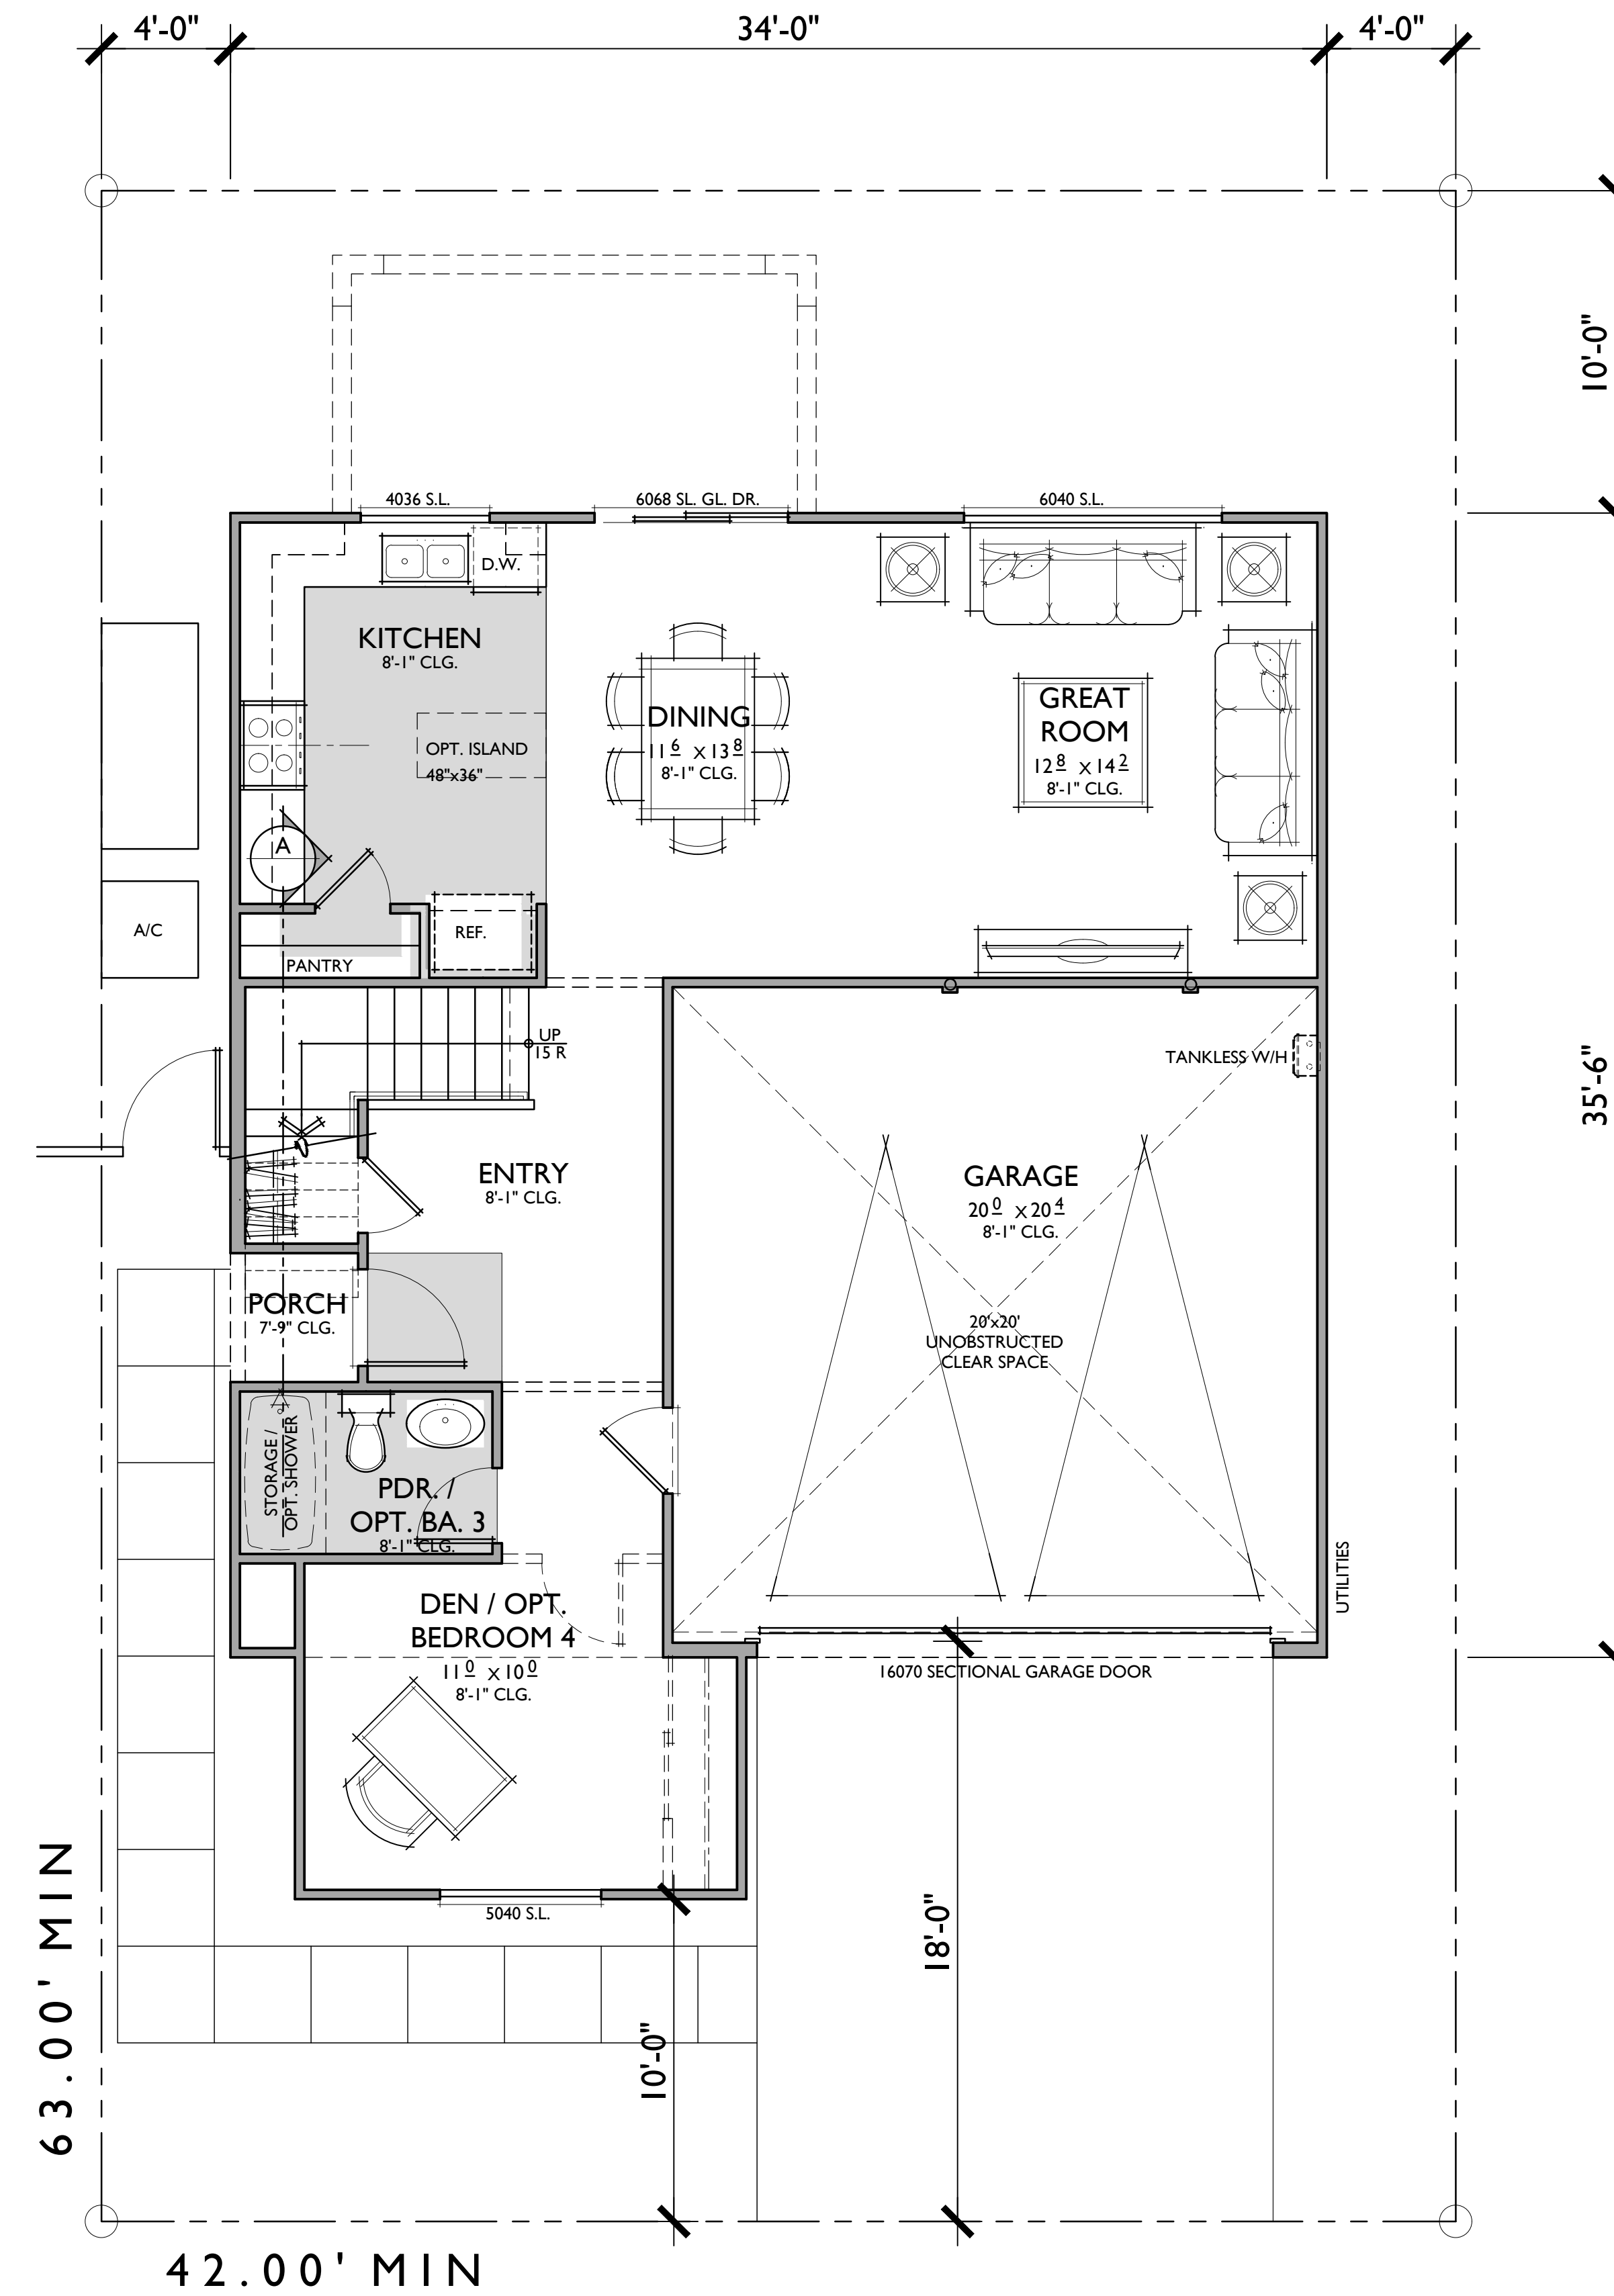 4'-0"
34'-0"
4'-0"
10'-0"
4036 S.L.
6068 SL. GL. DR.
6040 S.L.
D.W.
KITCHEN
8'-1" CLG.
OPT. ISLAND
48"x36"
DINING
11 6 X 13 8
8'-1" CLG.
GREAT
ROOM
12 8 X 14 2
8'-1" CLG.
A
A/C
REF.
PANTRY
UP
15 R
TANKLESS W/H
35'-6"
ENTRY
8'-1" CLG.
GARAGE
20 0 X 20 4
8'-1" CLG.
PORCH
7'-9" CLG.
20'x20'
UNOBSTRUCTED
CLEAR SPACE
STORAGE /
OPT. SHOWER
PDR. /
OPT. BA. 3
8'-1" CLG.
UTILITIES
DEN / OPT.
BEDROOM 4
11 0 X 10 0
8'-1" CLG.
16070 SECTIONAL GARAGE DOOR
5040 S.L.
18'-0"
10'-0"
63.00' MIN
42.00' MIN